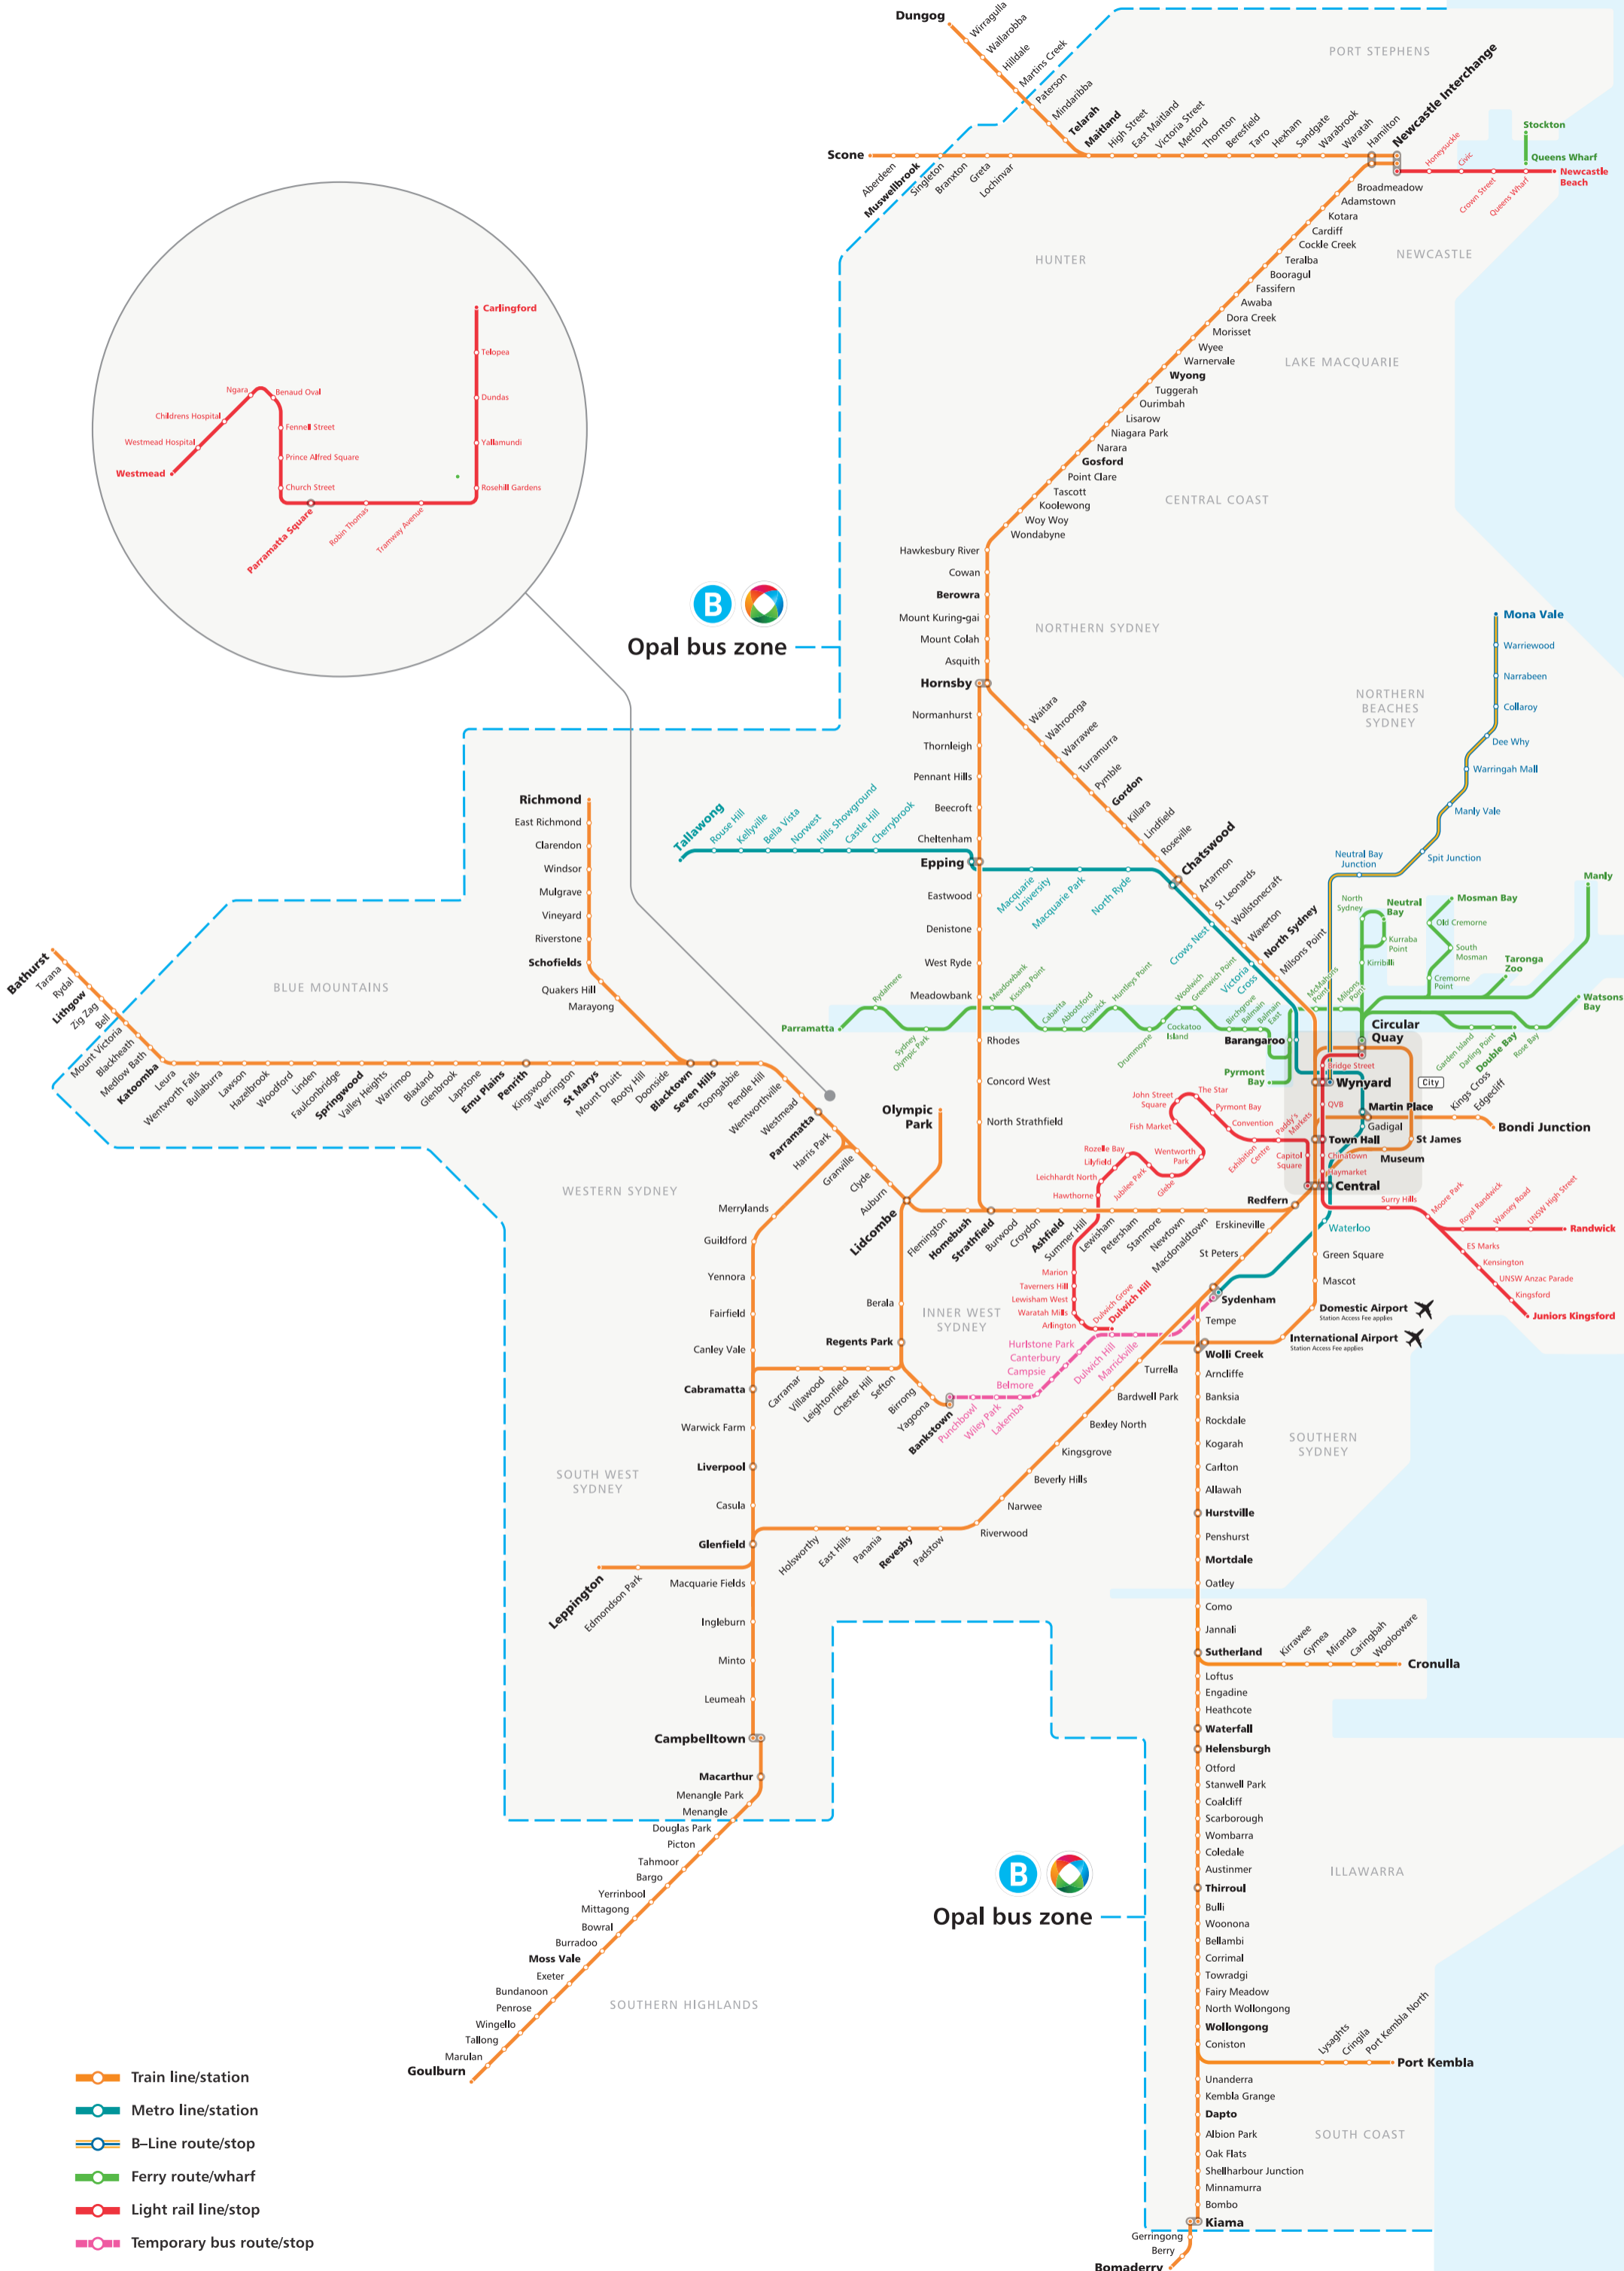 Dungog
Wirragulla
Wallarobba
Hilldale
Martins Creek
Paterson
Mindaribba
Telarah
Maitland
High Street
East Maitland
Victoria Street
Metford
Thornton
Beresfield
Tarro
Hexham
Sandgate
Warabrook
Waratah
Hamilton
Newcastle Interchange
PORT STEPHENS
Scone
Aberdeen
Muswellbrook
Singleton
Branxton
Greta
Lochinvar
Honeysuckle
Civic
Crown Street
Queens Wharf
Newcastle
Beach
Stockton
Queens Wharf
Broadmeadow
Adamstown
Kotara
Cardiff
Cockle Creek
Teralba
Booragul
Fassifern
Awaba
Dora Creek
Morisset
Wyee
Warnervale
Wyong
Tuggerah
Ourimbah
Lisarow
Niagara Park
Narara
Gosford
Point Clare
Tascott
Koolewong
Woy Woy
Wondabyne
HUNTER
NEWCASTLE
LAKE MACQUARIE
CENTRAL COAST
NORTHERN SYDNEY
Carlingford
Telopea
Dundas
Yallamundi
Rosehill Gardens
Tramway Avenue
Robin Thomas
Parramatta Square
Church Street
Prince Alfred Square
Fennell Street
Benaud Oval
Ngara
Childrens Hospital
Westmead Hospital
Westmead
B
Opal bus zone
Hawkesbury River
Cowan
Berowra
Mount Kuring-gai
Mount Colah
Asquith
Hornsby
Normanhurst
Thornleigh
Pennant Hills
Beecroft
Cheltenham
Epping
Eastwood
Denistone
West Ryde
Meadowbank
Rhodes
Concord West
North Strathfield
Waitara
Wahroonga
Warrawee
Turramurra
Pymble
Gordon
Killara
Lindfield
Roseville
Chatswood
Artarmon
St Leonards
Wollstonecraft
Waverton
North Sydney
Milsons Point
NORTHERN
BEACHES
SYDNEY
Mona Vale
Warriewood
Narrabeen
Collaroy
Dee Why
Warringah Mall
Manly Vale
Spit Junction
Neutral Bay
Junction
Tallawong
Rouse Hill
Kellyville
Bella Vista
Norwest
Hills Showground
Castle Hill
Cherrybrook
Macquarie
University
Macquarie Park
North Ryde
Crows Nest
Victoria
Cross
Richmond
East Richmond
Clarendon
Windsor
Mulgrave
Vineyard
Riverstone
Schofields
Quakers Hill
Marayong
Bathurst
Tarana
Rydal
Lithgow
Zig Zag
Bell
Mount Victoria
Blackheath
Medlow Bath
Katoomba
Leura
Wentworth Falls
Bullaburra
Lawson
Hazelbrook
Woodford
Linden
Faulconbridge
Springwood
Valley Heights
Warrimoo
Blaxland
Glenbrook
Lapstone
Emu Plains
Penrith
Kingswood
Werrington
St Marys
Mount Druitt
Rooty Hill
Doonside
Blacktown
Seven Hills
Toongabbie
Pendle Hill
Wentworthville
Westmead
Parramatta
Harris Park
Granville
Clyde
Auburn
Lidcombe
BLUE MOUNTAINS
WESTERN SYDNEY
Parramatta
Rydalmere
Sydney
Olympic Park
Meadowbank
Kissing Point
Cabarita
Abbotsford
Chiswick
Huntleys Point
Drummoyne
Cockatoo
Island
Woolwich
Greenwich Point
Birchgrove
Balmain
Balmain
East
Barangaroo
Pyrmont
Bay
McMahons
Point
Milsons
Point
North
Sydney
Neutral
Bay
Kurraba
Point
Kirribilli
Mosman Bay
Old Cremorne
South
Mosman
Cremorne
Point
Taronga
Zoo
Manly
Watsons
Bay
Rose Bay
Double Bay
Darling Point
Garden Island
Circular
Quay
Bridge Street
Wynyard
City
QVB
Martin Place
Gadigal
Kings Cross
Edgecliff
Bondi Junction
Town Hall
St James
Chinatown
Museum
Haymarket
Central
Capitol
Square
Paddy's
Markets
Exhibition
Centre
Convention
Pyrmont Bay
The Star
John Street
Square
Fish Market
Wentworth
Park
Glebe
Jubilee Park
Rozelle Bay
Lilyfield
Leichhardt North
Hawthorne
Marion
Taverners Hill
Lewisham West
Waratah Mills
Arlington
Dulwich Grove
Dulwich Hill
Surry Hills
Moore Park
Royal Randwick
Wansey Road
UNSW High Street
Randwick
ES Marks
Kensington
UNSW Anzac Parade
Kingsford
Juniors Kingsford
Olympic
Park
Flemington
Homebush
Strathfield
Burwood
Croydon
Ashfield
Summer Hill
Lewisham
Petersham
Stanmore
Newtown
Macdonaldtown
Redfern
Erskineville
St Peters
Waterloo
Green Square
Mascot
Domestic Airport
Station Access Fee applies
International Airport
Station Access Fee applies
Sydenham
Tempe
Wolli Creek
Merrylands
Guildford
Yennora
Fairfield
Canley Vale
Cabramatta
Warwick Farm
Liverpool
Casula
Glenfield
Macquarie Fields
Ingleburn
Minto
Leumeah
Campbelltown
Macarthur
Menangle Park
Menangle
Douglas Park
Picton
Tahmoor
Bargo
Yerrinbool
Mittagong
Bowral
Burradoo
Moss Vale
Exeter
Bundanoon
Penrose
Wingello
Tallong
Marulan
Goulburn
Berala
Regents Park
Carramar
Villawood
Leightonfield
Chester Hill
Sefton
Birrong
Yagoona
Bankstown
INNER WEST
SYDNEY
Punchbowl
Wiley Park
Lakemba
Belmore
Campsie
Canterbury
Hurlstone Park
Dulwich Hill
Marrickville
Turrella
Bardwell Park
Bexley North
Kingsgrove
Beverly Hills
Narwee
Riverwood
Padstow
Revesby
Panania
East Hills
Holsworthy
Leppington
Edmondson Park
SOUTH WEST
SYDNEY
SOUTHERN
SYDNEY
Arncliffe
Banksia
Rockdale
Kogarah
Carlton
Allawah
Hurstville
Penshurst
Mortdale
Oatley
Como
Jannali
Sutherland
Kirrawee
Gymea
Miranda
Caringbah
Woolooware
Cronulla
Loftus
Engadine
Heathcote
Waterfall
Helensburgh
Otford
Stanwell Park
Coalcliff
Scarborough
Wombarra
Coledale
Austinmer
Thirroul
Bulli
Woonona
Bellambi
Corrimal
Towradgi
Fairy Meadow
North Wollongong
Wollongong
Coniston
Lysaghts
Cringila
Port Kembla North
Port Kembla
Unanderra
Kembla Grange
Dapto
Albion Park
Oak Flats
Shellharbour Junction
Minnamurra
Bombo
Kiama
Gerringong
Berry
Bomaderry
B
Opal bus zone
ILLAWARRA
SOUTH COAST
SOUTHERN HIGHLANDS
Train line/station
Metro line/station
B–Line route/stop
Ferry route/wharf
Light rail line/stop
Temporary bus route/stop